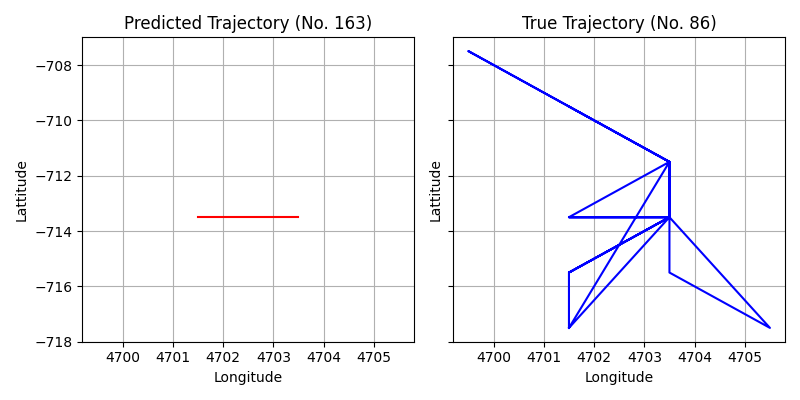 Predicted Trajectory (No. 163)
True Trajectory (No. 86)
−708
−710
−712
−714
−716
−718
Lattitude
Lattitude
4700 4701 4702 4703 4704 4705
4700 4701 4702 4703 4704 4705
Longitude
Longitude